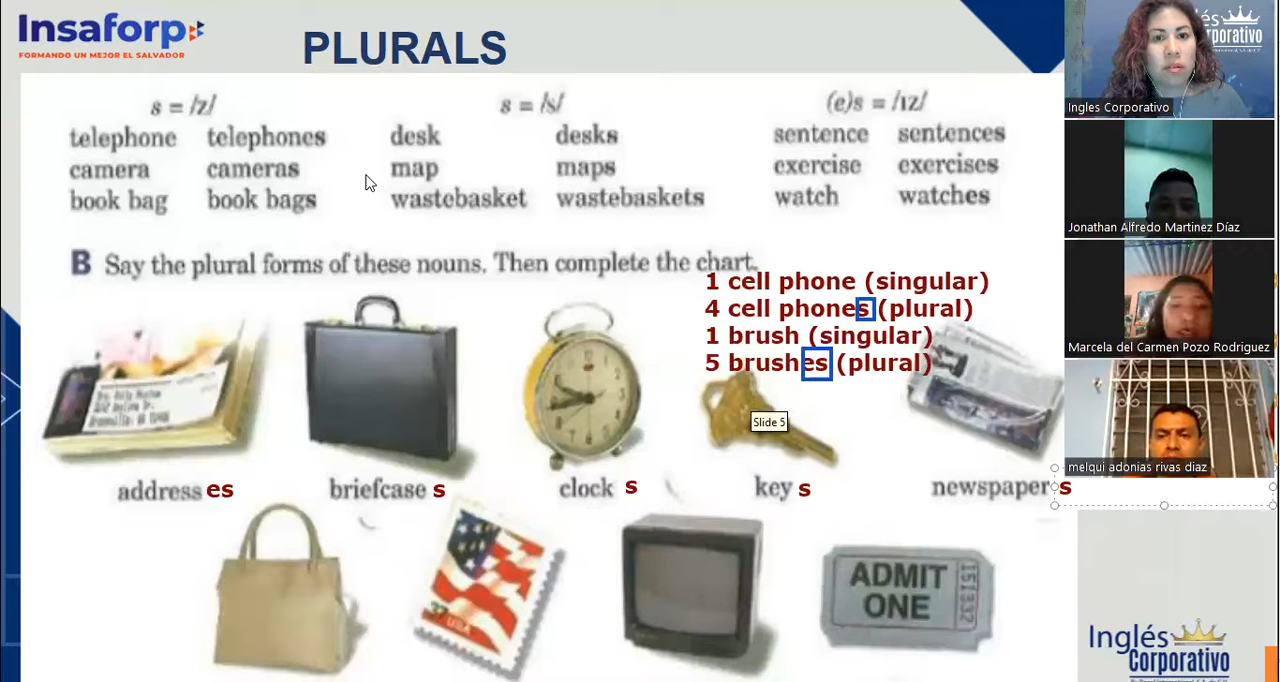 Insaforp
FORMANDO UN MEJOR EL SALVADOR
PLURALS
s = /z/
s = /s/
(e)s = /ɪz/
telephone telephones desk desks sentence sentences
camera cameras map maps exercise exercises
book bag book bags wastebasket wastebaskets watch watches
B Say the plural forms of these nouns. Then complete the chart.
1 cell phone (singular)
4 cell phones (plural)
1 brush (singular)
5 brushes (plural)
Slide 5
address es
briefcase s
clock s
key s
newspaper s
37
USA
ADMIT
ONE
151332
Corporativo
Ingles Corporativo
Jonathan Alfredo Martinez Díaz
Marcela del Carmen Pozo Rodriguez
melqui adonias rivas diaz
Inglés
Corporativo